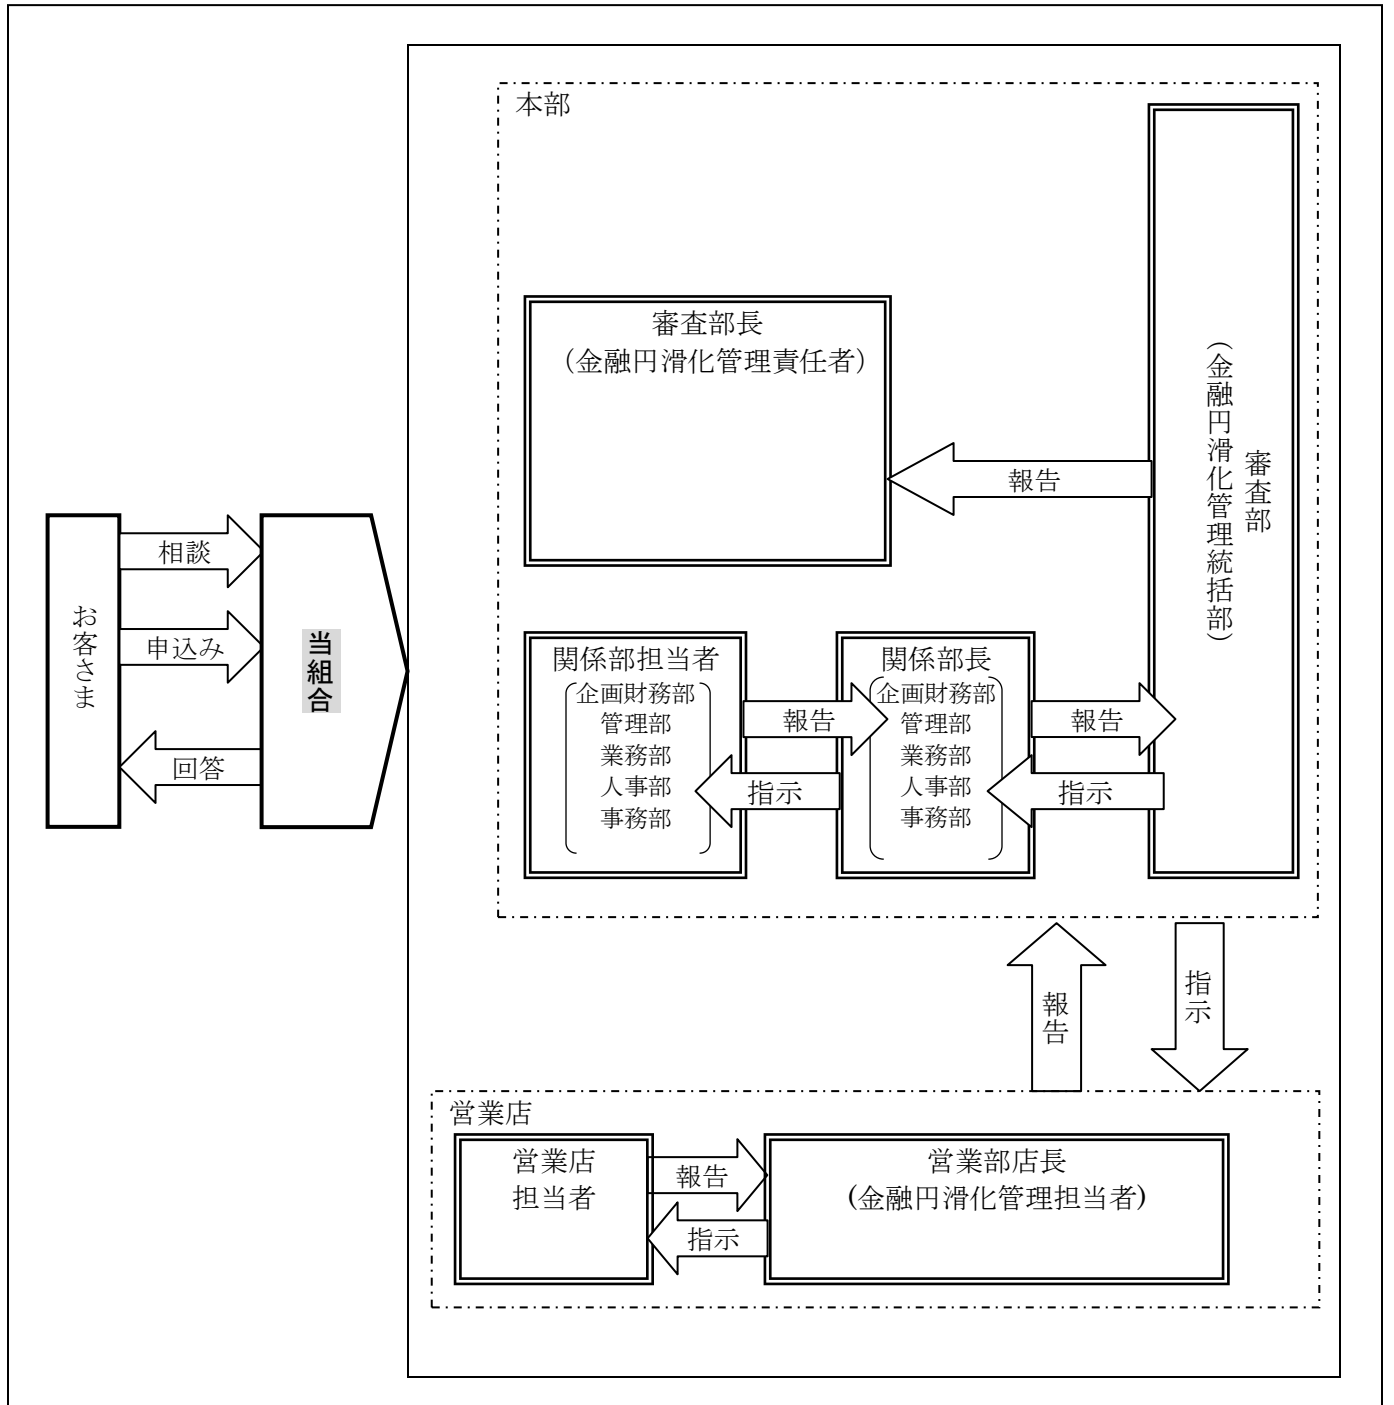 本部
審査部長
（金融円滑化管理責任者）
報告
審査部
（金融円滑化管理統括部）
お客さま
相談
申込み
回答
当組合
関係部担当者
企画財務部
管理部
業務部
人事部
事務部
報告
指示
関係部長
企画財務部
管理部
業務部
人事部
事務部
報告
指示
報告
指示
営業店
営業店
担当者
報告
指示
営業部店長
(金融円滑化管理担当者)